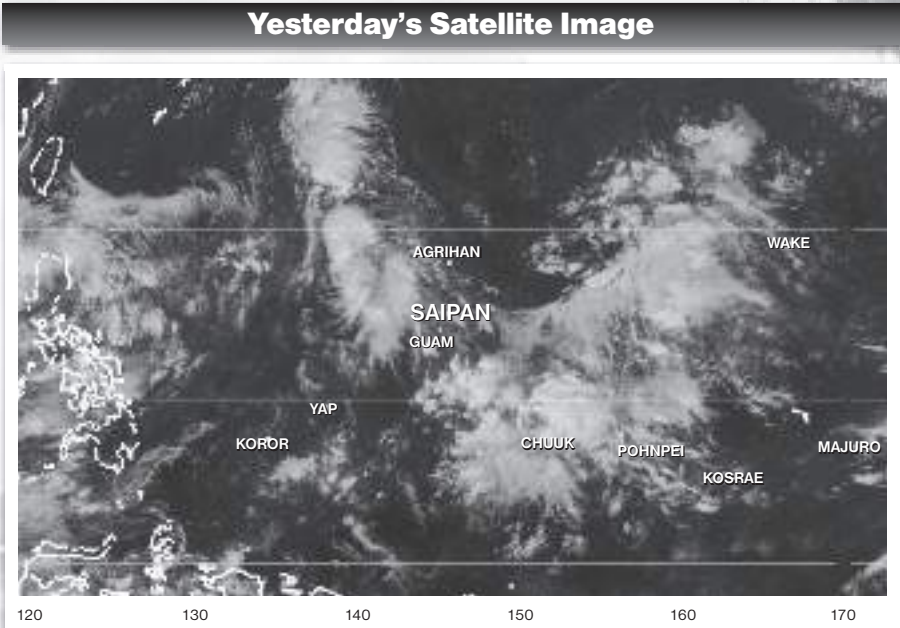 Yesterday's Satellite Image
AGRIHAN
WAKE
SAIPAN
GUAM
YAP
KOROR
CHUUK
POHNPEI
MAJURO
KOSRAE
120 130 140 150 160 170